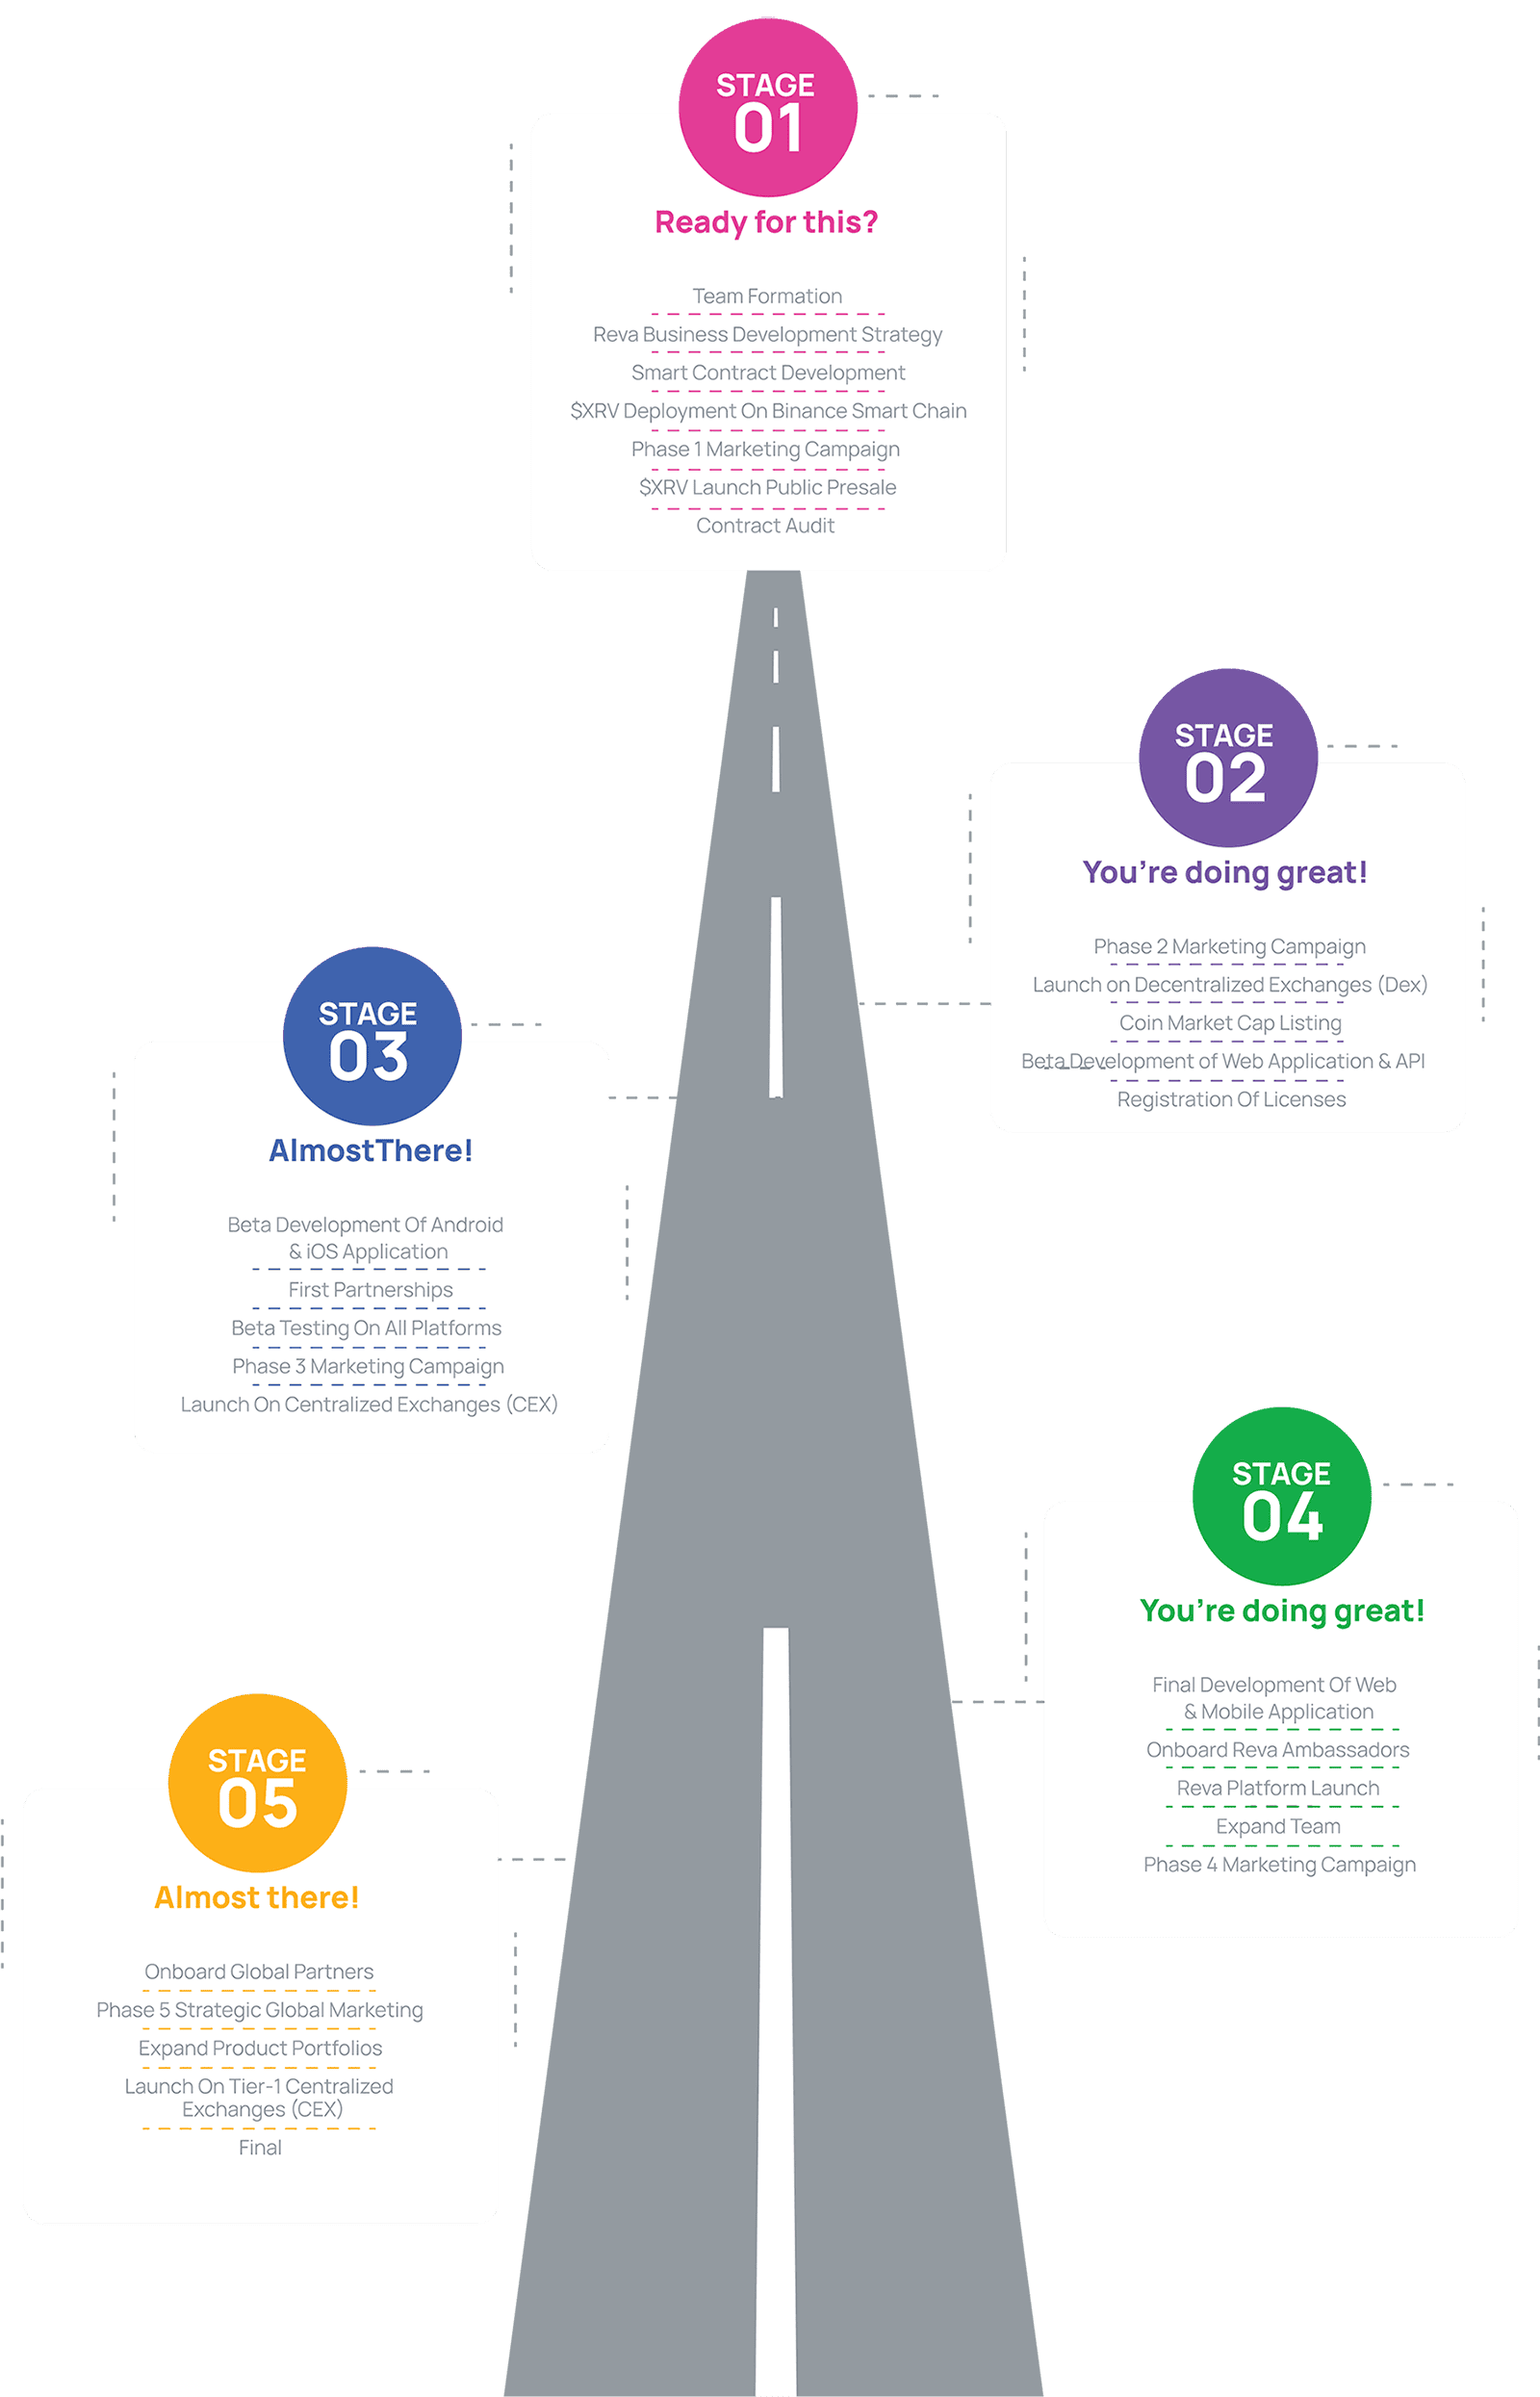 STAGE
01
Ready for this?
Team Formation
Reva Business Development Strategy
Smart Contract Development
$XRV Deployment On Binance Smart Chain
Phase 1 Marketing Campaign
$XRV Launch Public Presale
Contract Audit
STAGE
02
You're doing great!
Phase 2 Marketing Campaign
Launch on Decentralized Exchanges (Dex)
Coin Market Cap Listing
Beta Development of Web Application & API
Registration Of Licenses
STAGE
03
AlmostThere!
Beta Development Of Android
& iOS Application
First Partnerships
Beta Testing On All Platforms
Phase 3 Marketing Campaign
Launch On Centralized Exchanges (CEX)
STAGE
04
You're doing great!
Final Development Of Web
& Mobile Application
Onboard Reva Ambassadors
Reva Platform Launch
Expand Team
Phase 4 Marketing Campaign
STAGE
05
Almost there!
Onboard Global Partners
Phase 5 Strategic Global Marketing
Expand Product Portfolios
Launch On Tier-1 Centralized
Exchanges (CEX)
Final